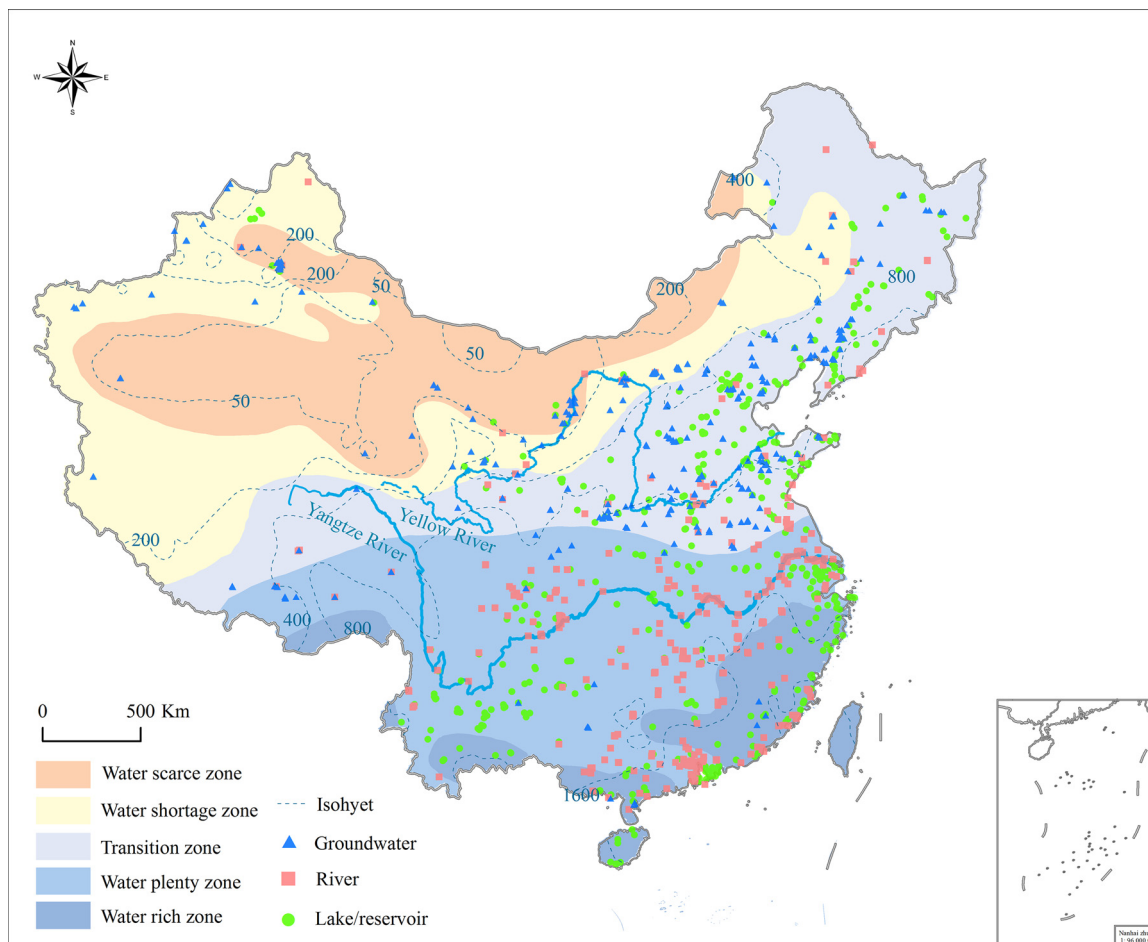 N
W
E
S
400
200
800
200
50
200
50
50
Yangtze River
Yellow River
200
400
800
1600
0
500 Km
Water scarce zone
Water shortage zone
Transition zone
Water plenty zone
Water rich zone
Isohyet
Groundwater
River
Lake/reservoir
Nanhai